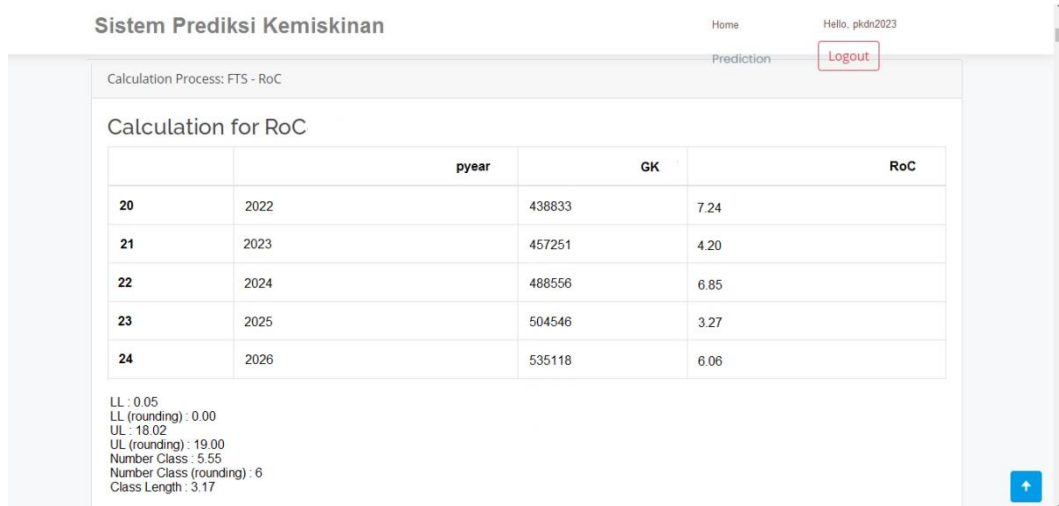 Sistem Prediksi Kemiskinan
Home
Hello, pkdn2023
Prediction
Logout
Calculation Process: FTS - RoC
Calculation for RoC
pyear GK RoC
20 2022 438833 7.24
21 2023 457251 4.20
22 2024 488556 6.85
23 2025 504546 3.27
24 2026 535118 6.06
LL : 0.05
LL (rounding) : 0.00
UL : 18.02
UL (rounding) : 19.00
Number Class : 5.55
Number Class (rounding) : 6
Class Length : 3.17